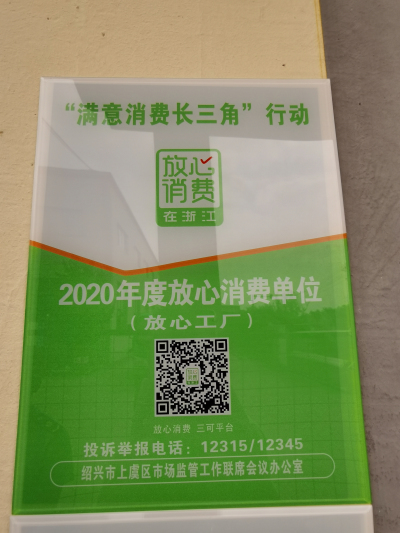 “满意消费长三角”行动
放心
消费
在浙江
2020年度放心消费单位
（放心工厂）
放心消费 三可平台
投诉举报电话：12315/12345
绍兴市上虞区市场监管工作联席会议办公室